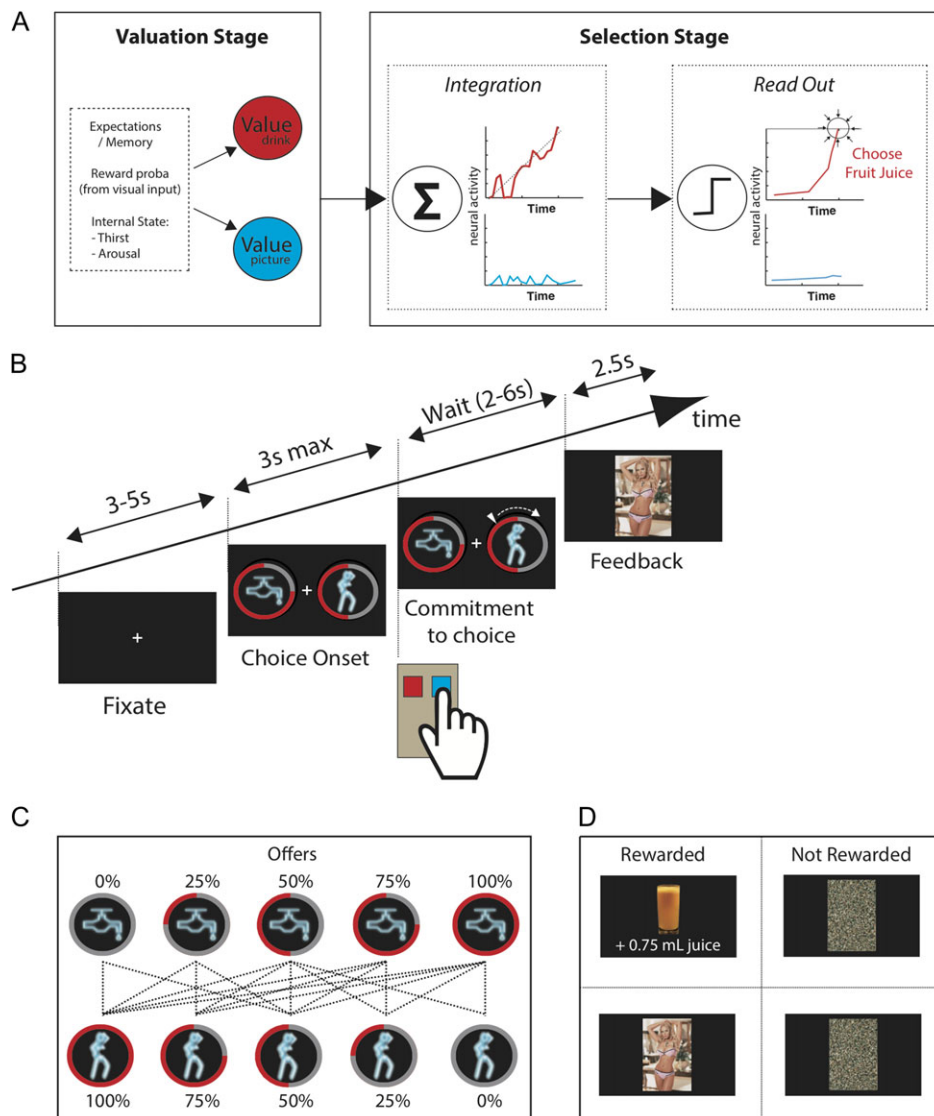 A
Valuation Stage
Expectations
/ Memory
Reward proba
(from visual input)
Internal State:
- Thirst
- Arousal
Value
drink
Value
picture
Selection Stage
Integration
Σ
neural activity
Time
Time
Read Out
neural activity
Choose
Fruit Juice
Time
Time
B
3-5s
3s max
Wait (2-6s)
2.5s
time
+
Fixate
+
Choice Onset
+
Commitment
to choice
Feedback
C
Offers
0% 25% 50% 75% 100%
100% 75% 50% 25% 0%
D
Rewarded
Not Rewarded
+ 0.75 mL juice